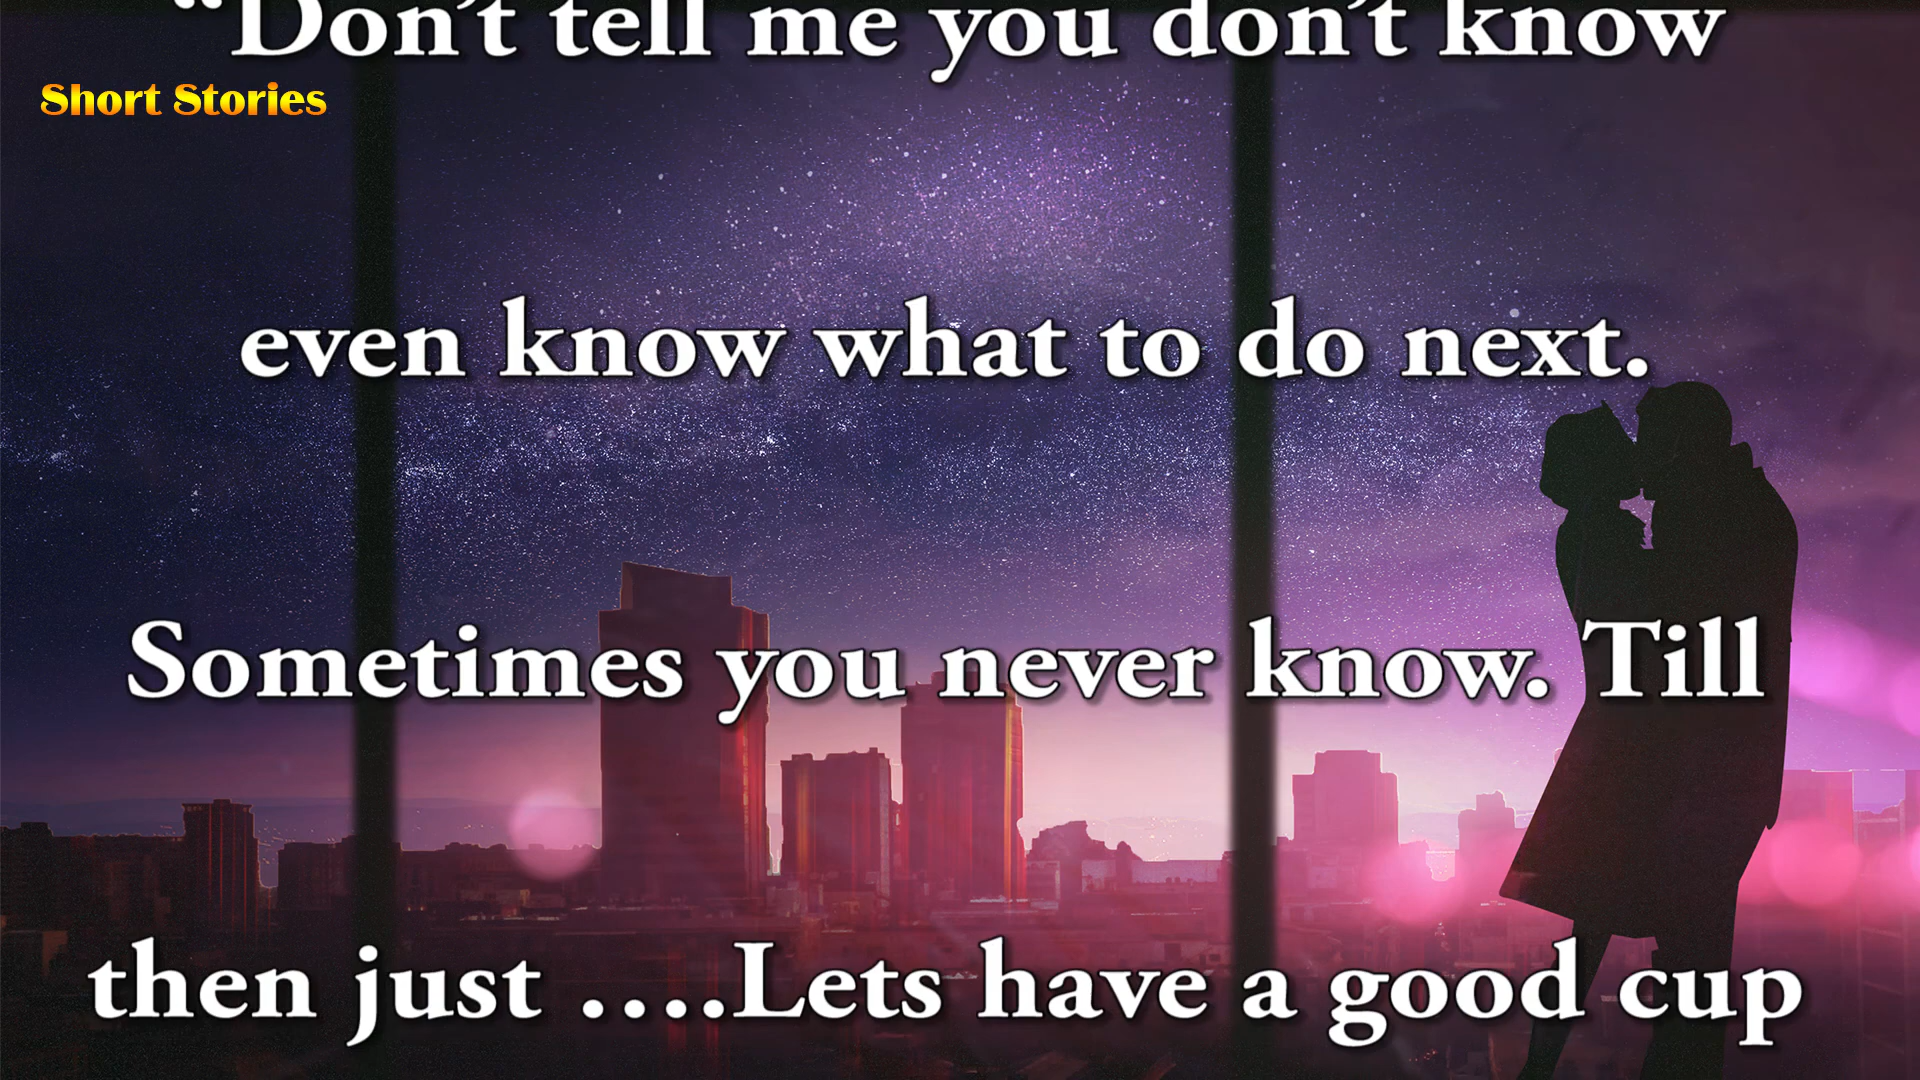 “Don’t tell me you don’t know
Short Stories
even know what to do next.
Sometimes you never know. Till
then just ….Lets have a good cup